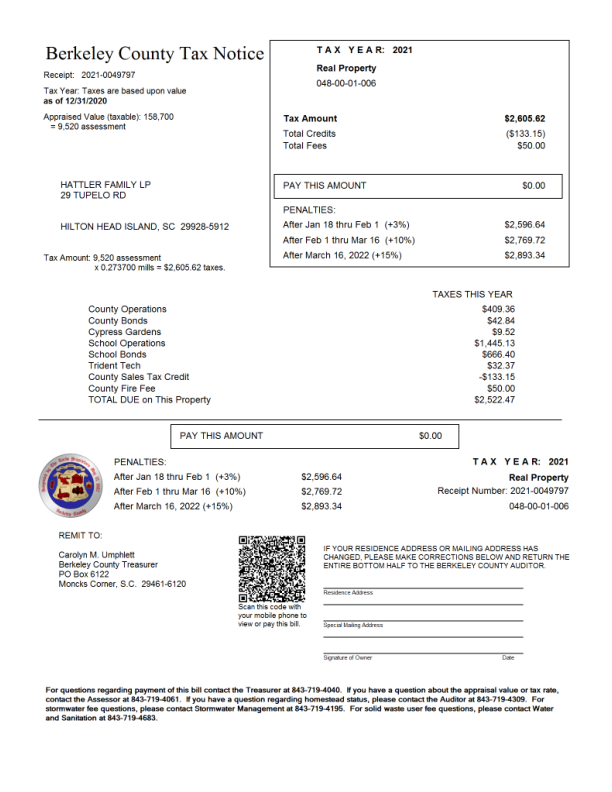 Berkeley County Tax Notice
Receipt: 2021-0049797
Tax Year: Taxes are based upon value
as of 12/31/2020
Appraised Value (taxable): 158,700
= 9,520 assessment
TAX YEAR: 2021
Real Property
048-00-01-006
Tax Amount $2,605.62
Total Credits ($133.15)
Total Fees $50.00
HATTLER FAMILY LP
29 TUPELO RD
HILTON HEAD ISLAND, SC 29928-5912
PAY THIS AMOUNT $0.00
PENALTIES:
After Jan 18 thru Feb 1 (+3%) $2,596.64
After Feb 1 thru Mar 16 (+10%) $2,769.72
After March 16, 2022 (+15%) $2,893.34
Tax Amount: 9,520 assessment
x 0.273700 mills = $2,605.62 taxes.
TAXES THIS YEAR
County Operations $409.36
County Bonds $42.84
Cypress Gardens $9.52
School Operations $1,445.13
School Bonds $666.40
Trident Tech $32.37
County Sales Tax Credit -$133.15
County Fire Fee $50.00
TOTAL DUE on This Property $2,522.47
PAY THIS AMOUNT $0.00
PENALTIES:
After Jan 18 thru Feb 1 (+3%) $2,596.64
After Feb 1 thru Mar 16 (+10%) $2,769.72
After March 16, 2022 (+15%) $2,893.34
TAX YEAR: 2021
Real Property
Receipt Number: 2021-0049797
048-00-01-006
REMIT TO:
Carolyn M. Umphlett
Berkeley County Treasurer
PO Box 6122
Moncks Corner, S.C. 29461-6120
Scan this code with
your mobile phone to
view or pay this bill.
IF YOUR RESIDENCE ADDRESS OR MAILING ADDRESS HAS
CHANGED, PLEASE MAKE CORRECTIONS BELOW AND RETURN THE
ENTIRE BOTTOM HALF TO THE BERKELEY COUNTY AUDITOR.
Residence Address
Special Mailing Address
Signature of Owner Date
For questions regarding payment of this bill contact the Treasurer at 843-719-4040. If you have a question about the appraisal value or tax rate,
contact the Assessor at 843-719-4061. If you have a question regarding homestead status, please contact the Auditor at 843-719-4309. For
stormwater fee questions, please contact Stormwater Management at 843-719-4195. For solid waste user fee questions, please contact Water
and Sanitation at 843-719-4683.